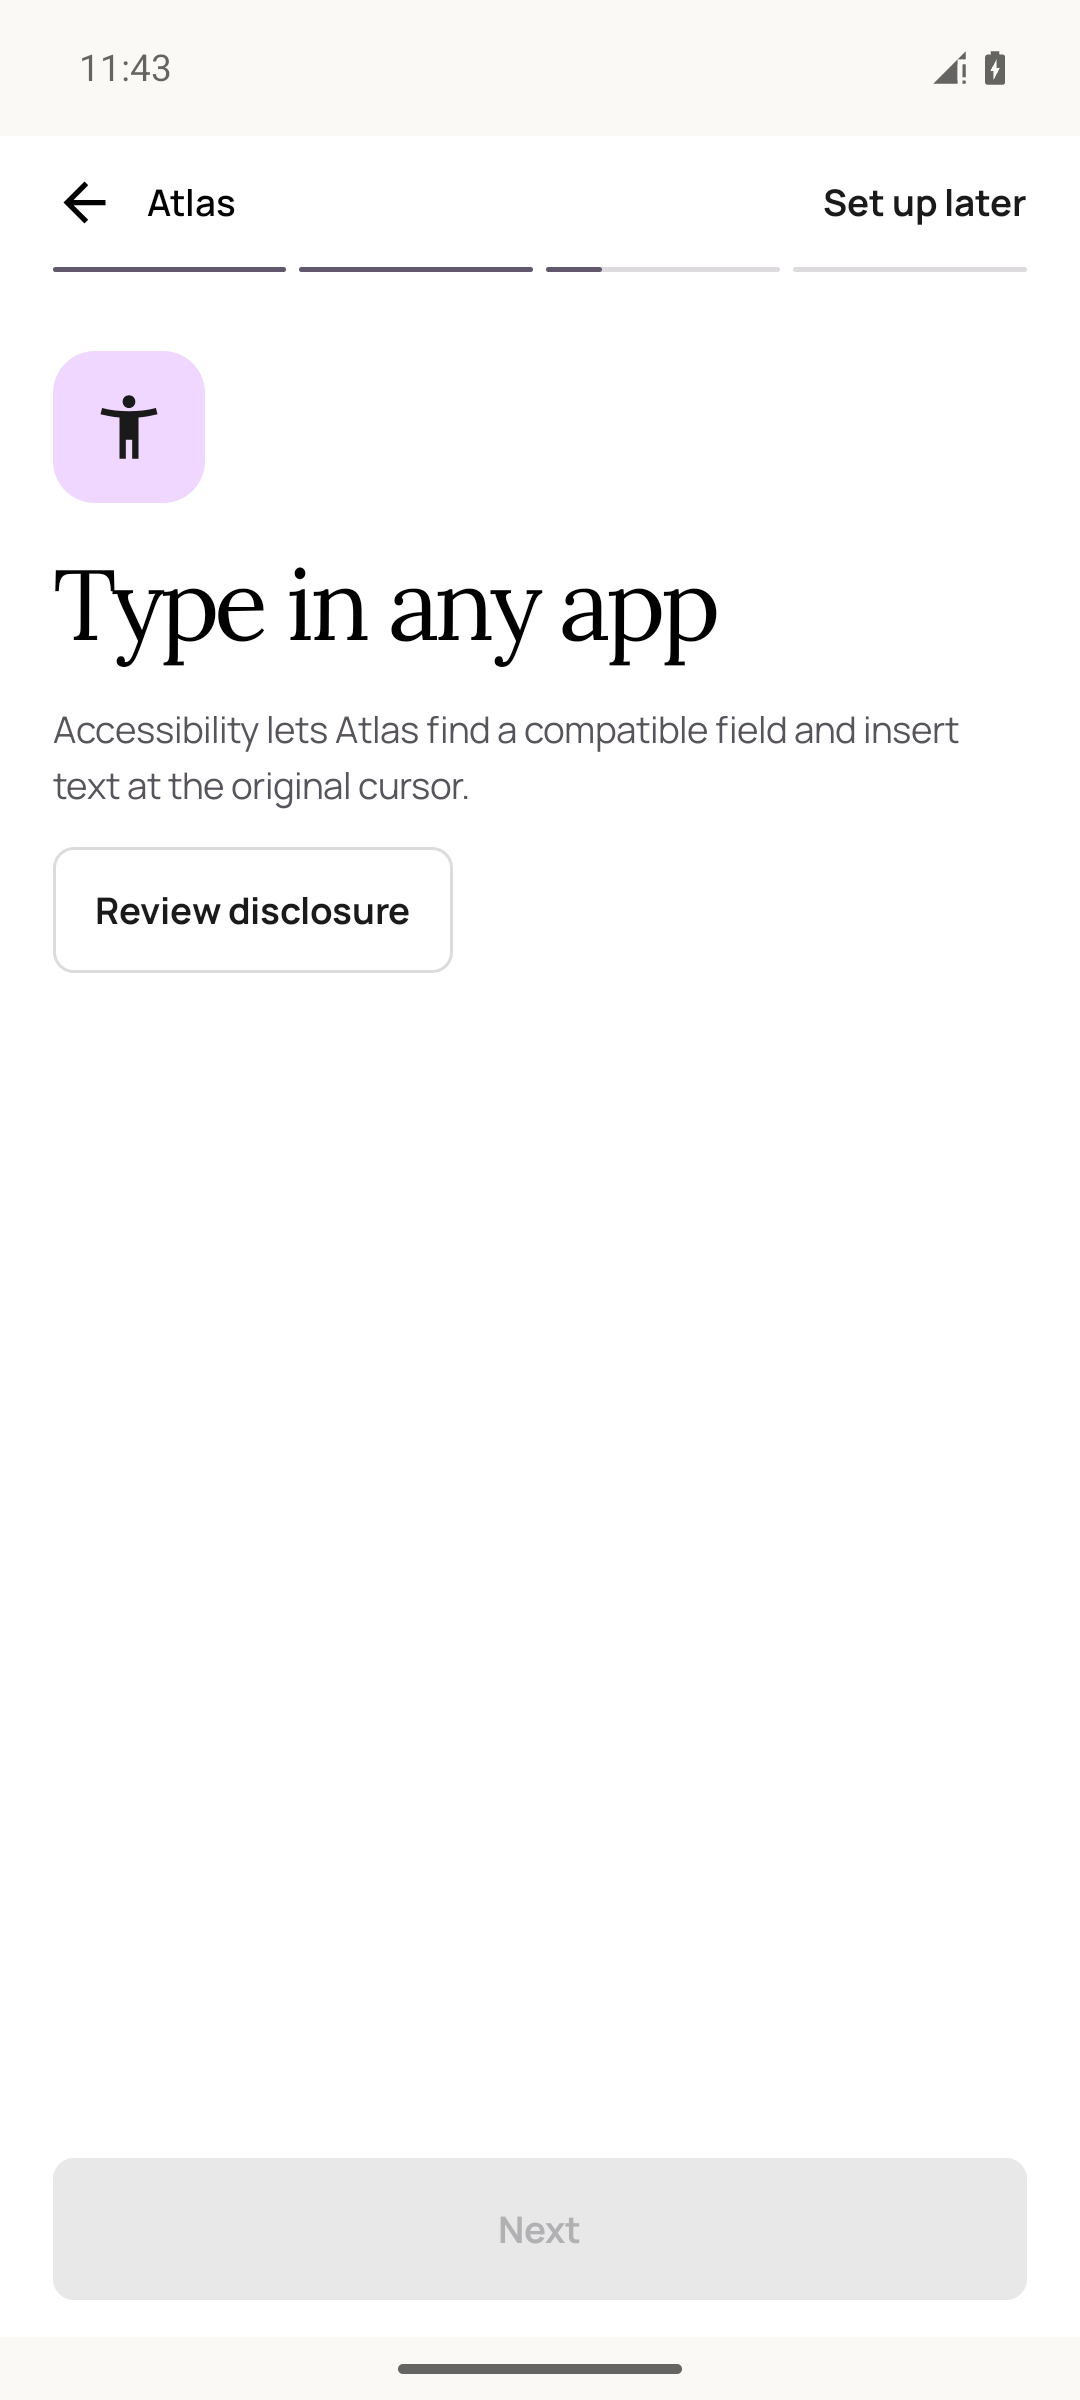 11:43
Atlas
Set up later
Type in any app
Accessibility lets Atlas find a compatible field and insert
text at the original cursor.
Review disclosure
Next